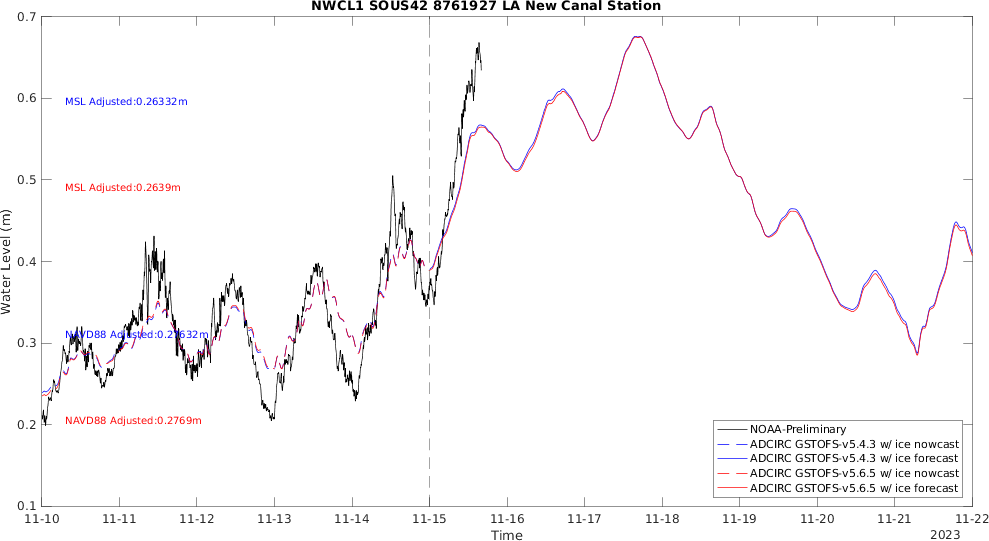 NWCL1 SOUS42 8761927 LA New Canal Station
0.7
0.6
0.5
0.4
0.3
0.2
0.1
Water Level (m)
MSL Adjusted:0.26332m
MSL Adjusted:0.2639m
NAVD88 Adjusted:0.27632m
NAVD88 Adjusted:0.2769m
NOAA-Preliminary
ADCIRC GSTOFS-v5.4.3 w/ ice nowcast
ADCIRC GSTOFS-v5.4.3 w/ ice forecast
ADCIRC GSTOFS-v5.6.5 w/ ice nowcast
ADCIRC GSTOFS-v5.6.5 w/ ice forecast
11-10 11-11 11-12 11-13 11-14 11-15 11-16 11-17 11-18 11-19 11-20 11-21 11-22
Time
2023